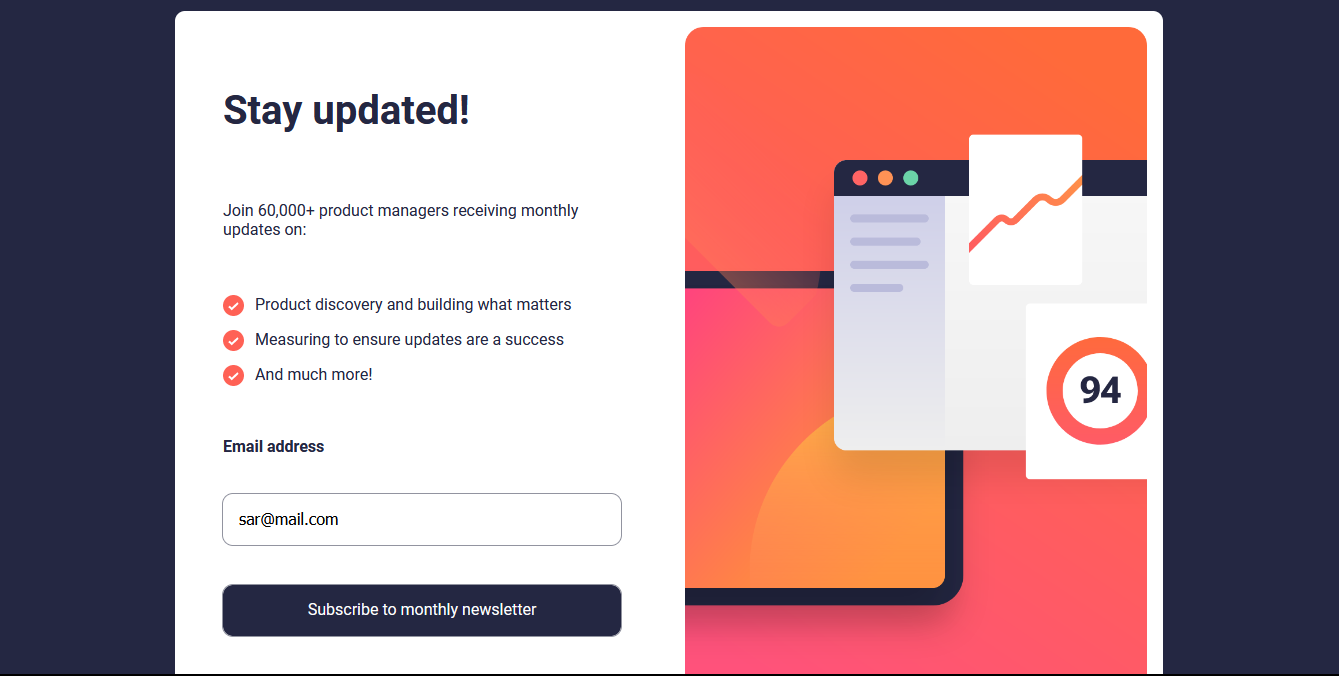 Stay updated!
Join 60,000+ product managers receiving monthly
updates on:
Product discovery and building what matters
Measuring to ensure updates are a success
And much more!
Email address
sar@mail.com
Subscribe to monthly newsletter
94